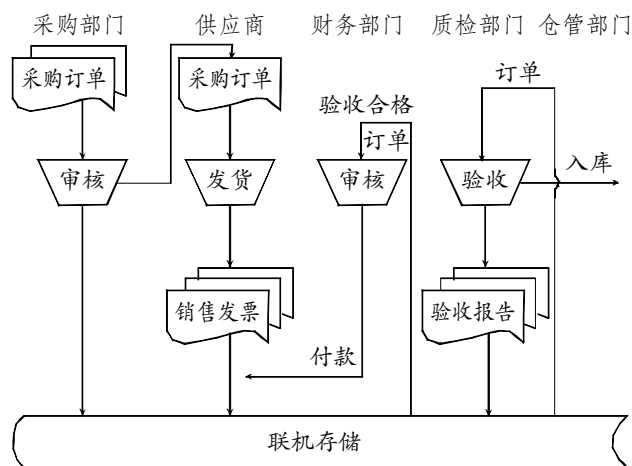 采购部门 供应商 财务部门 质检部门 仓管部门
采购订单 采购订单 订单
验收合格
订单
审核 发货 审核 验收 入库
销售发票 验收报告
付款
联机存储